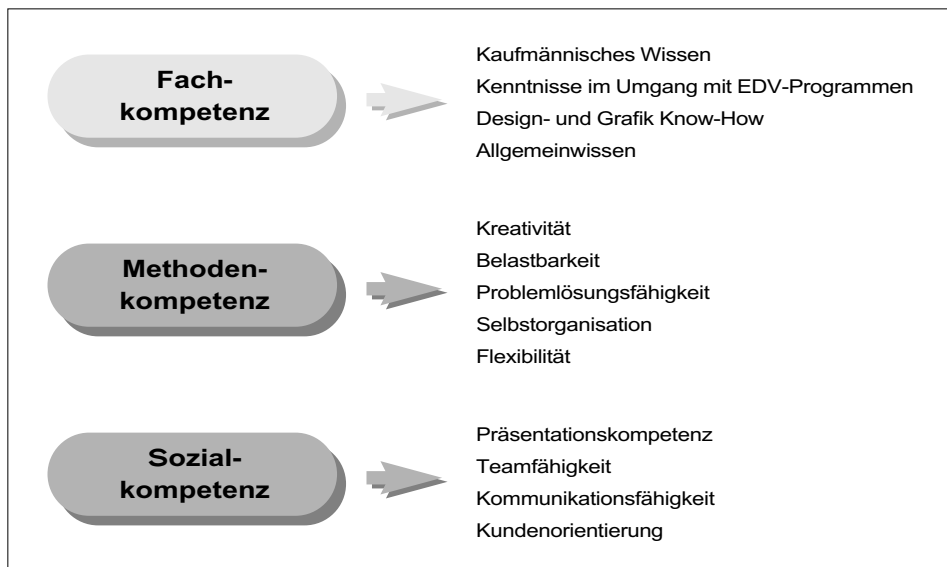 Fach-
kompetenz
Kaufmännisches Wissen
Kenntnisse im Umgang mit EDV-Programmen
Design- und Grafik Know-How
Allgemeinwissen
Methoden-
kompetenz
Kreativität
Belastbarkeit
Problemlösungsfähigkeit
Selbstorganisation
Flexibilität
Sozial-
kompetenz
Präsentationskompetenz
Teamfähigkeit
Kommunikationsfähigkeit
Kundenorientierung